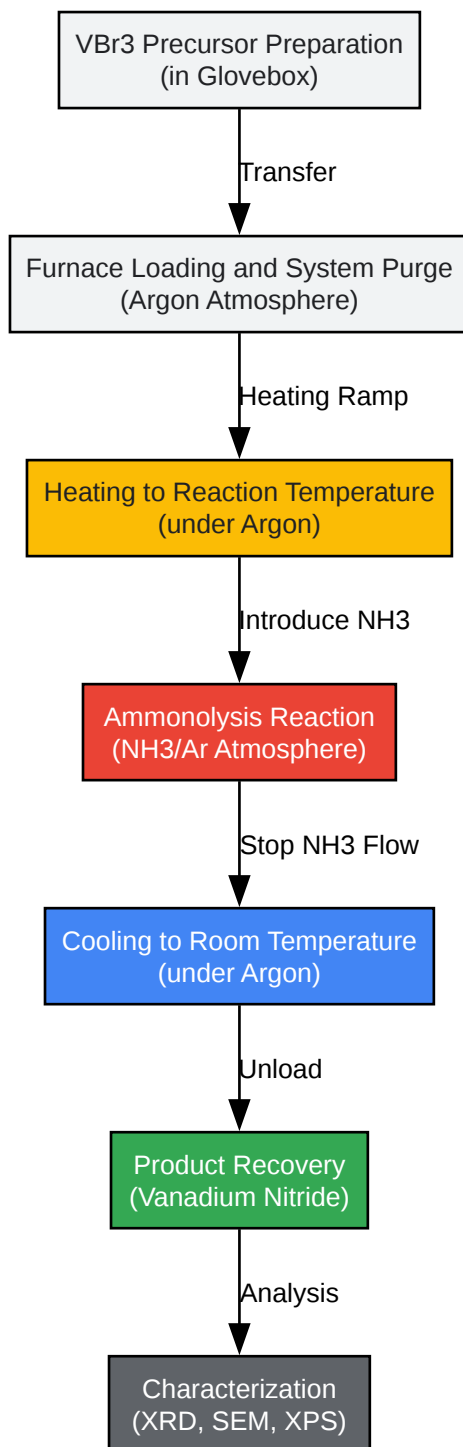 VBr3 Precursor Preparation
(in Glovebox)
Transfer
Furnace Loading and System Purge
(Argon Atmosphere)
Heating Ramp
Heating to Reaction Temperature
(under Argon)
Introduce NH3
Ammonolysis Reaction
(NH3/Ar Atmosphere)
Stop NH3 Flow
Cooling to Room Temperature
(under Argon)
Unload
Product Recovery
(Vanadium Nitride)
Analysis
Characterization
(XRD, SEM, XPS)